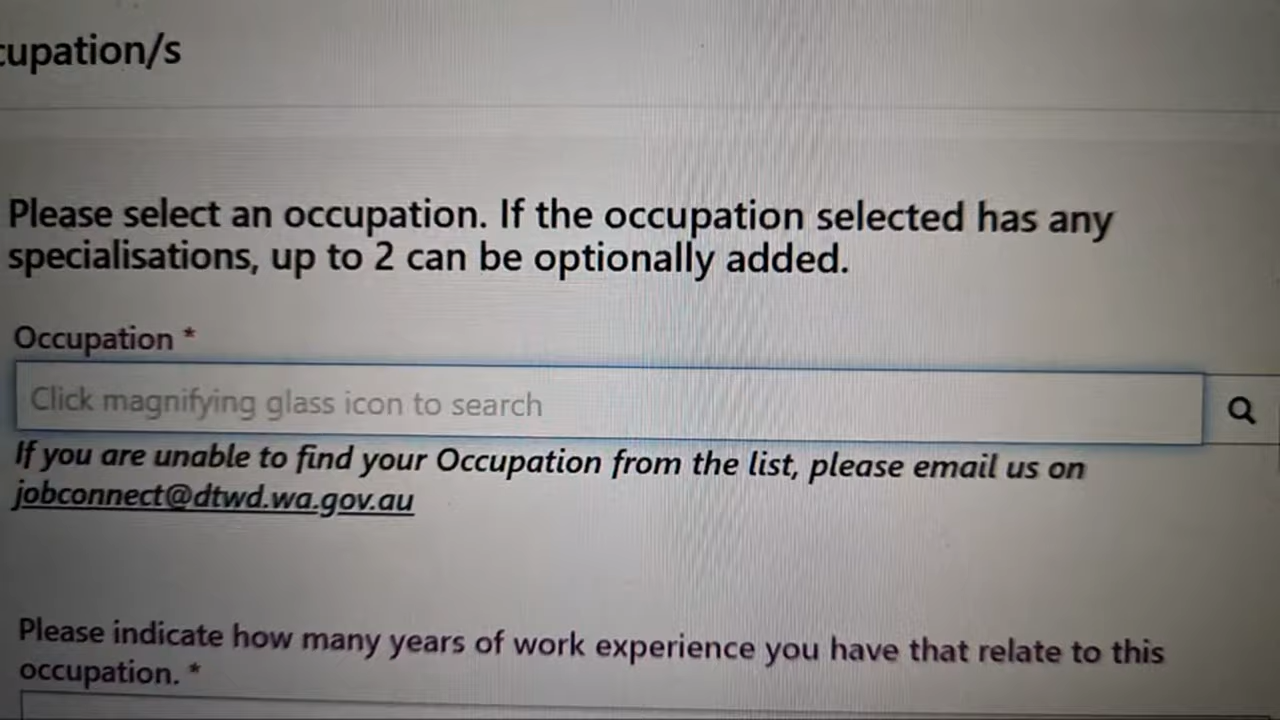 cupation/s
Please select an occupation. If the occupation selected has any
specialisations, up to 2 can be optionally added.
Occupation *
Click magnifying glass icon to search
If you are unable to find your Occupation from the list, please email us on
jobconnect@dtwd.wa.gov.au
Please indicate how many years of work experience you have that relate to this
occupation. *